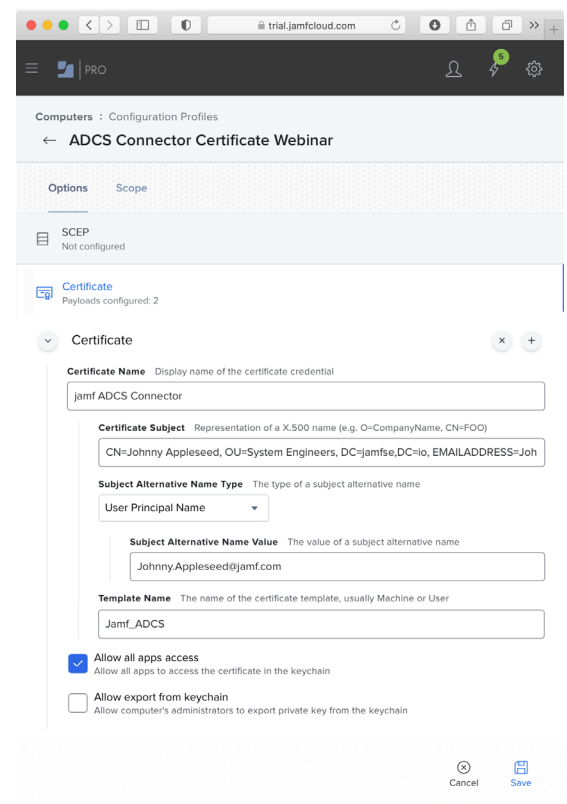 trial.jamfcloud.com
PRO
5
Computers : Configuration Profiles
← ADCS Connector Certificate Webinar
Options Scope
SCEP
Not configured
Certificate
Payloads configured: 2
Certificate
Certificate Name Display name of the certificate credential
jamf ADCS Connector
Certificate Subject Representation of a X.500 name (e.g. O=CompanyName, CN=FOO)
CN=Johnny Appleseed, OU=System Engineers, DC=jamfse,DC=io, EMAILADDRESS=Joh
Subject Alternative Name Type The type of a subject alternative name
User Principal Name
Subject Alternative Name Value The value of a subject alternative name
Johnny.Appleseed@jamf.com
Template Name The name of the certificate template, usually Machine or User
Jamf_ADCS
Allow all apps access
Allow all apps to access the certificate in the keychain
Allow export from keychain
Allow computer's administrators to export private key from the keychain
Cancel Save